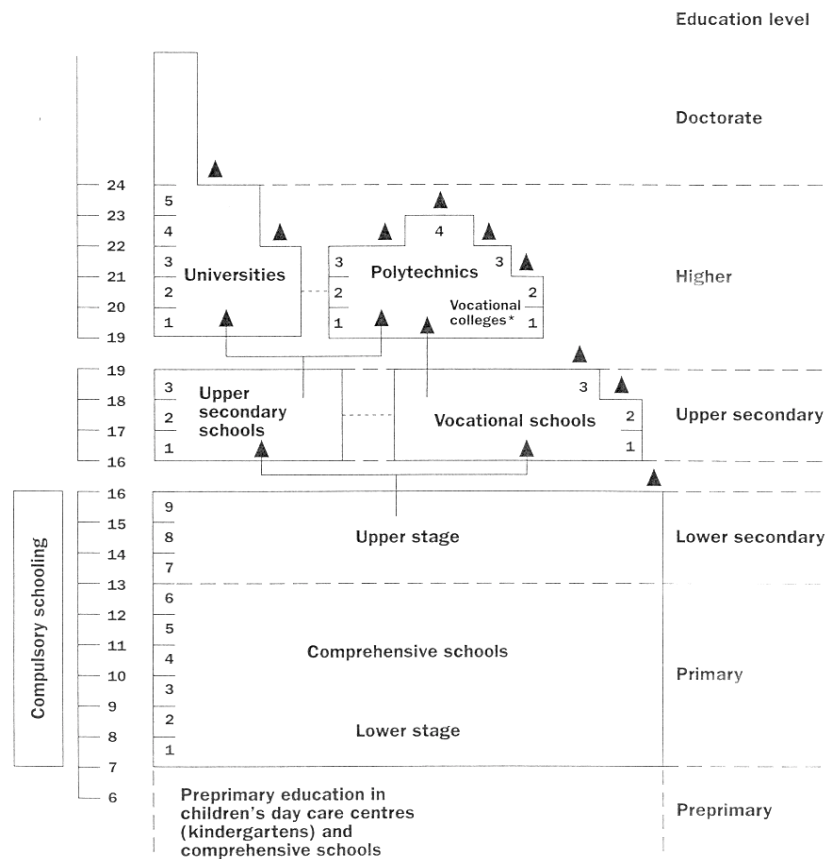 Education level
Doctorate
24
5
23
4
4
22
3
Universities
3
Polytechnics
3
21
Higher
2
2
2
20
Vocational
colleges*
1
1
1
19
19
3
Upper
secondary
schools
3
18
2
Vocational schools
2
Upper secondary
17
1
1
16
Compulsory schooling
16
9
15
8
Upper stage
Lower secondary
14
7
13
6
12
5
11
4
Comprehensive schools
10
Primary
3
9
2
Lower stage
8
1
7
6
Preprimary education in
children's day care centres
(kindergartens) and
comprehensive schools
Preprimary